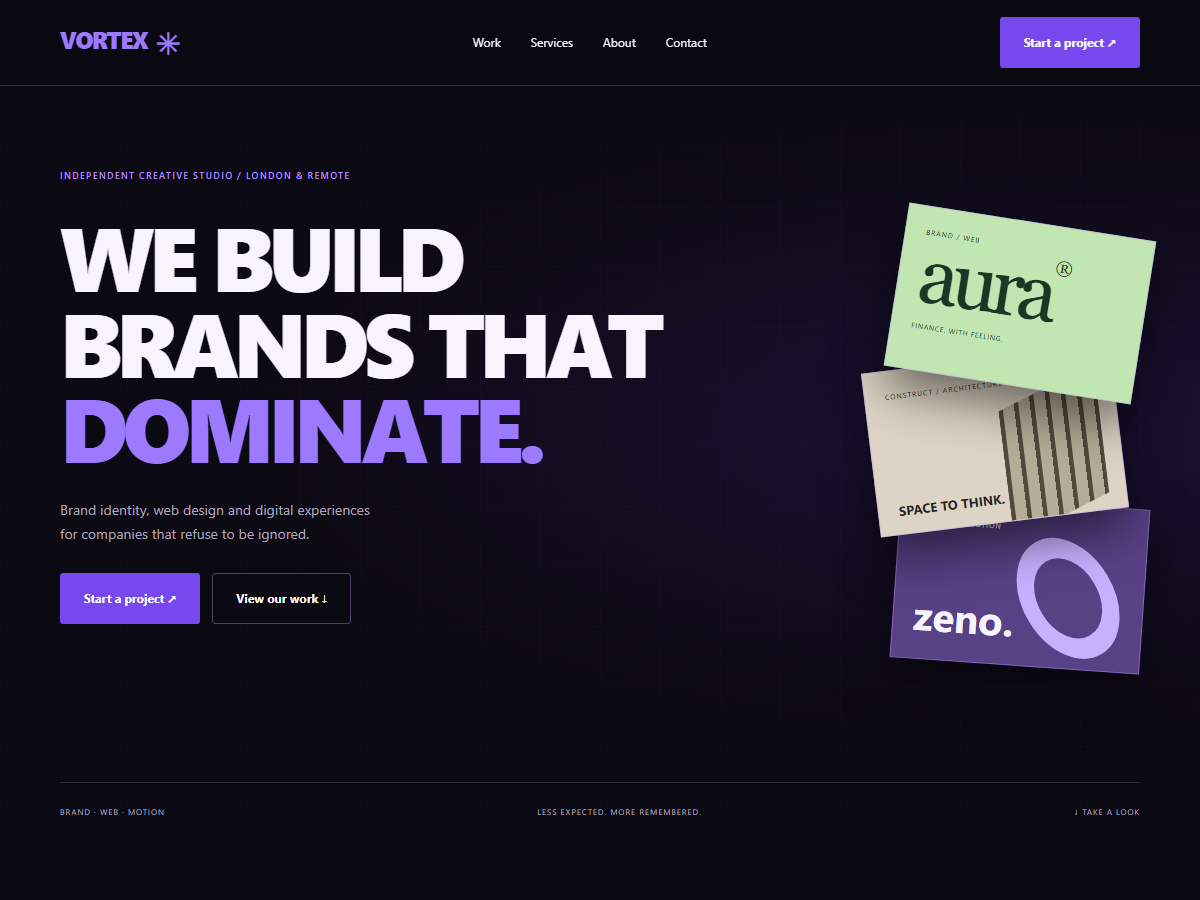 VORTEX
Work
Services
About
Contact
Start a project ↗
INDEPENDENT CREATIVE STUDIO / LONDON & REMOTE
WE BUILD
BRANDS THAT
DOMINATE.
Brand identity, web design and digital experiences
for companies that refuse to be ignored.
Start a project ↗
View our work ↓
BRAND / WEB
aura®
FINANCE, WITH FEELING.
CONSTRUCT / ARCHITECTURE
SPACE TO THINK.
zeno.
BRAND · WEB · MOTION
LESS EXPECTED. MORE REMEMBERED.
↓ TAKE A LOOK